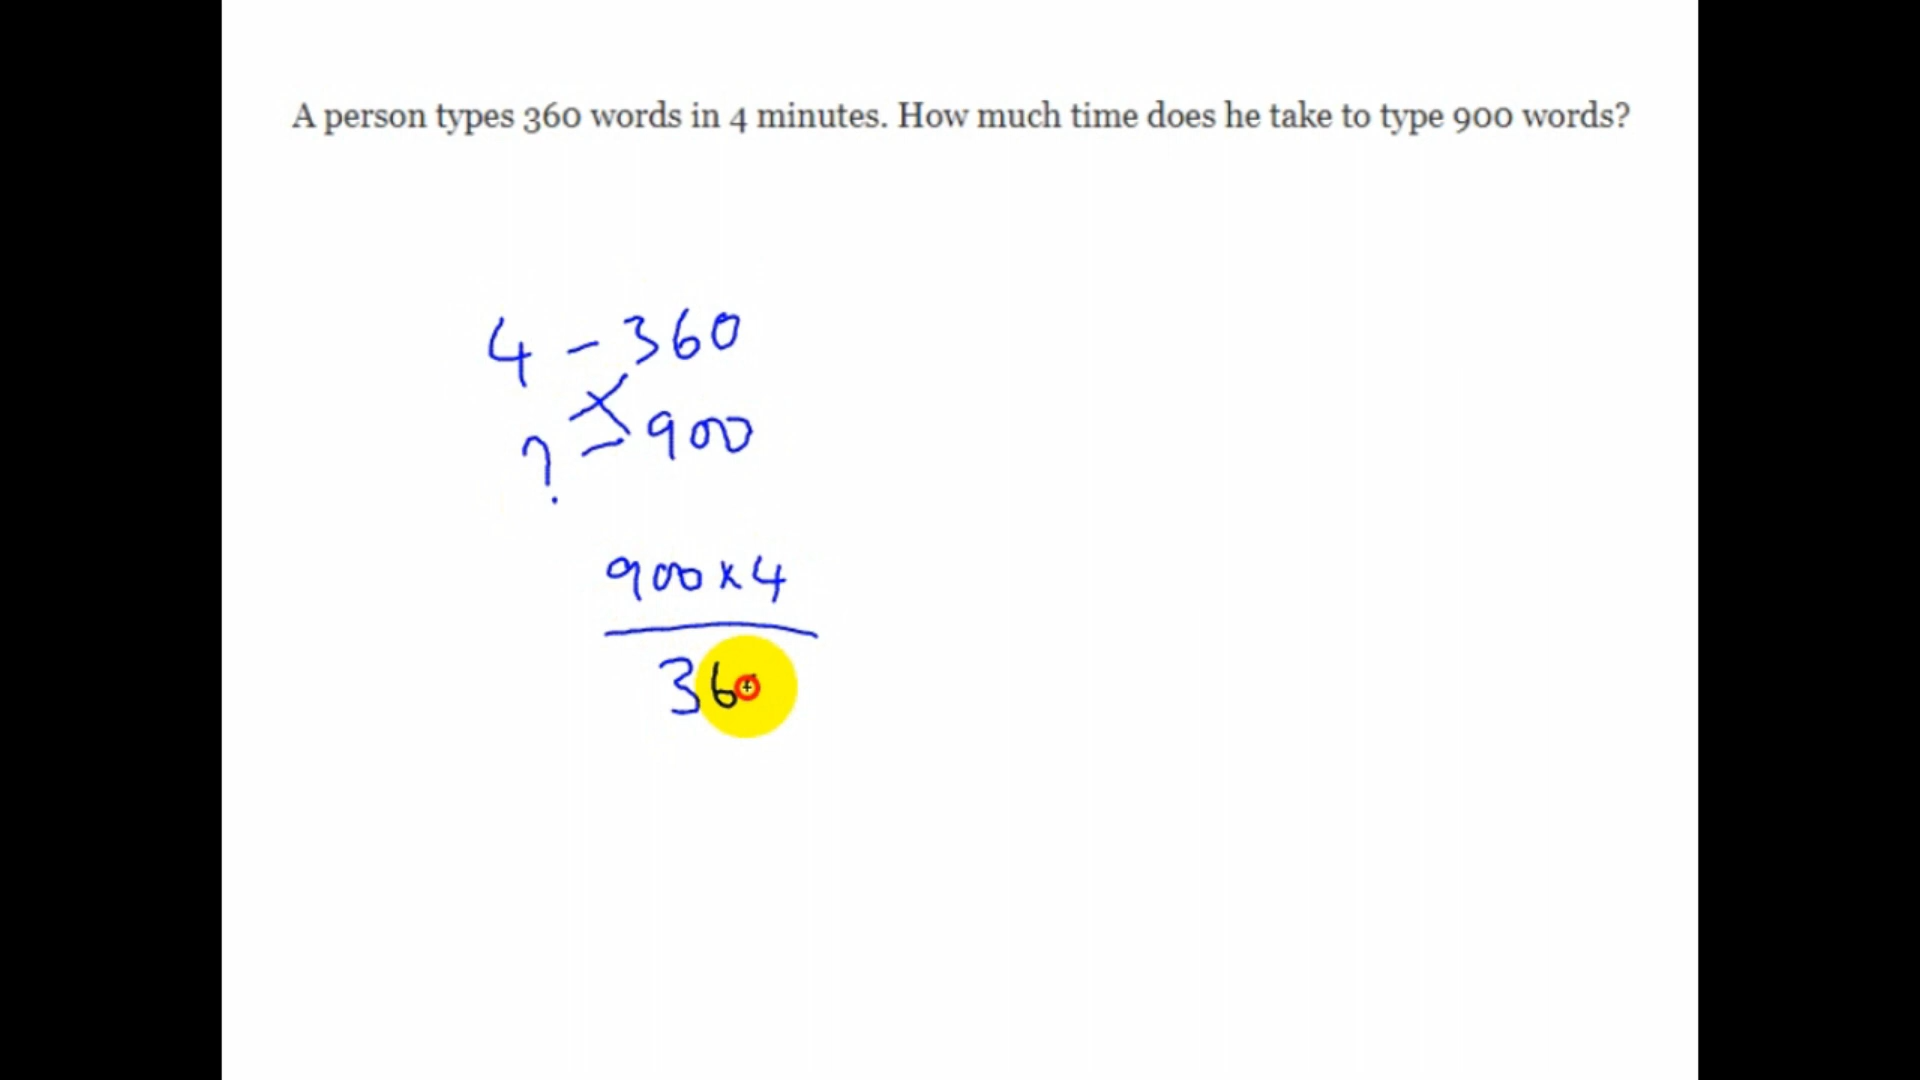 A person types 360 words in 4 minutes. How much time does he take to type 900 words?
4 - 360
? - 900
900 x 4
360